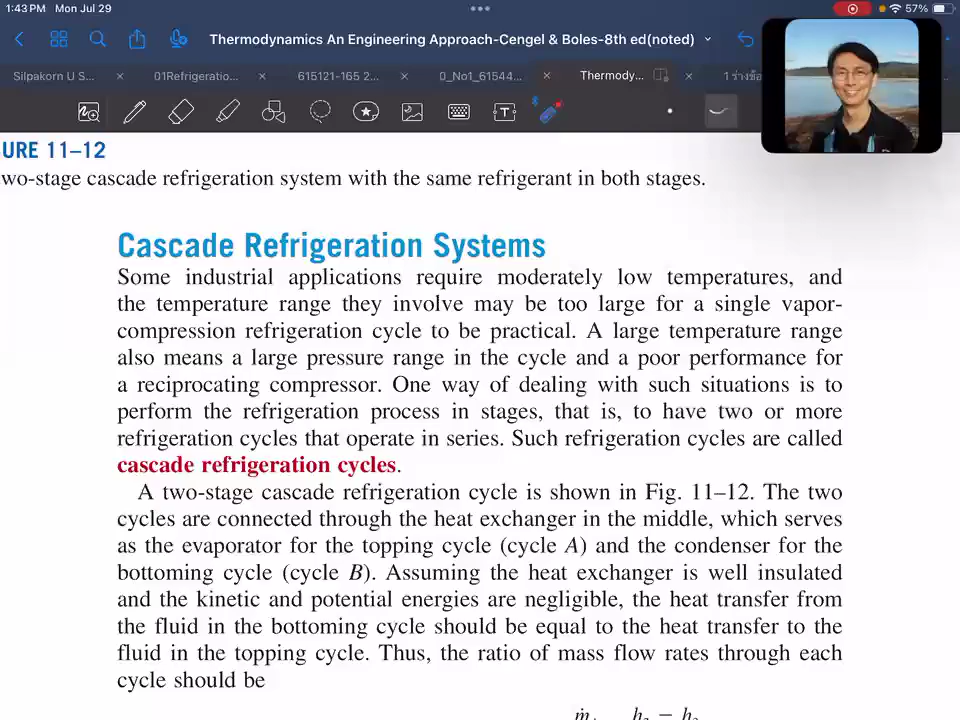 1:43 PM Mon Jul 29
57%
Thermodynamics An Engineering Approach-Cengel & Boles-8th ed(noted)
Silpakorn U S...
01Refrigeratio...
615121-165 2...
0_No1_61544...
Thermody...
1 ร่างข้อ
URE 11–12
wo-stage cascade refrigeration system with the same refrigerant in both stages.
Cascade Refrigeration Systems
Some industrial applications require moderately low temperatures, and
the temperature range they involve may be too large for a single vapor-
compression refrigeration cycle to be practical. A large temperature range
also means a large pressure range in the cycle and a poor performance for
a reciprocating compressor. One way of dealing with such situations is to
perform the refrigeration process in stages, that is, to have two or more
refrigeration cycles that operate in series. Such refrigeration cycles are called
cascade refrigeration cycles.
A two-stage cascade refrigeration cycle is shown in Fig. 11–12. The two
cycles are connected through the heat exchanger in the middle, which serves
as the evaporator for the topping cycle (cycle A) and the condenser for the
bottoming cycle (cycle B). Assuming the heat exchanger is well insulated
and the kinetic and potential energies are negligible, the heat transfer from
the fluid in the bottoming cycle should be equal to the heat transfer to the
fluid in the topping cycle. Thus, the ratio of mass flow rates through each
cycle should be